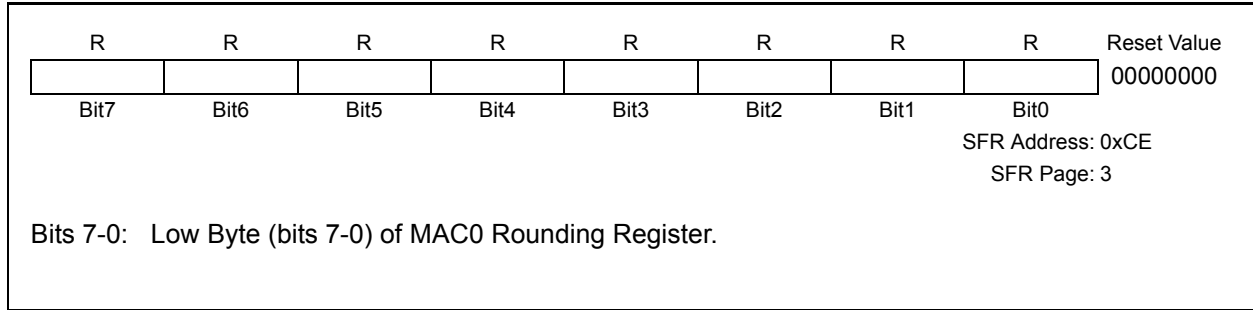 R R R R R R R R Reset Value
00000000
Bit7 Bit6 Bit5 Bit4 Bit3 Bit2 Bit1 Bit0
SFR Address: 0xCE
SFR Page: 3
Bits 7-0: Low Byte (bits 7-0) of MAC0 Rounding Register.